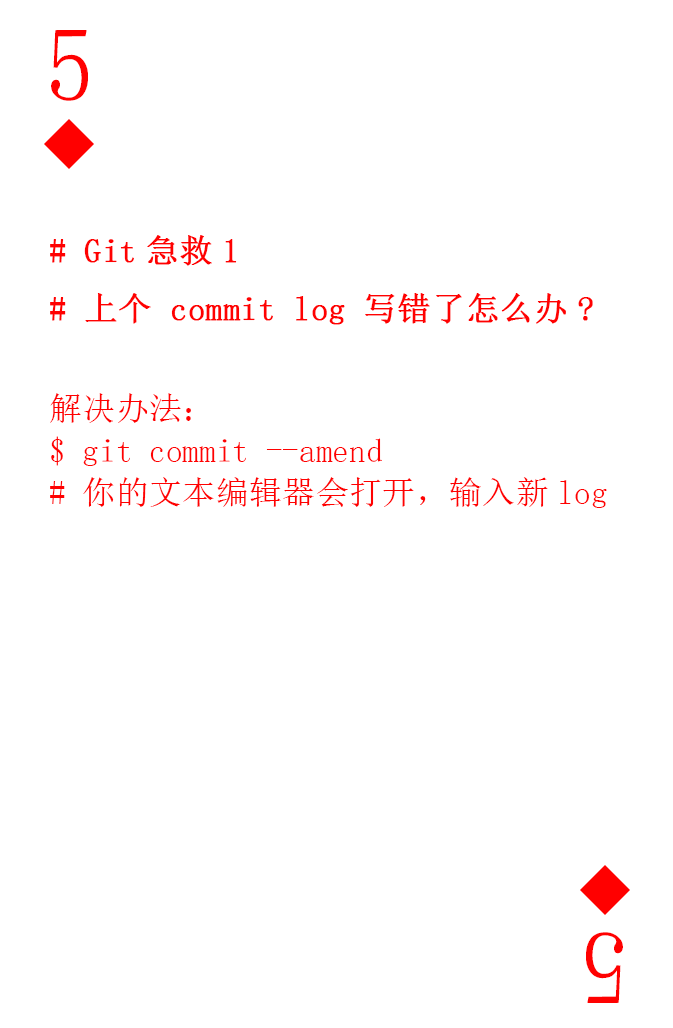 5
# Git 急救 1
# 上个 commit log 写错了怎么办？
解决办法：
$ git commit --amend
# 你的文本编辑器会打开，输入新 log
5